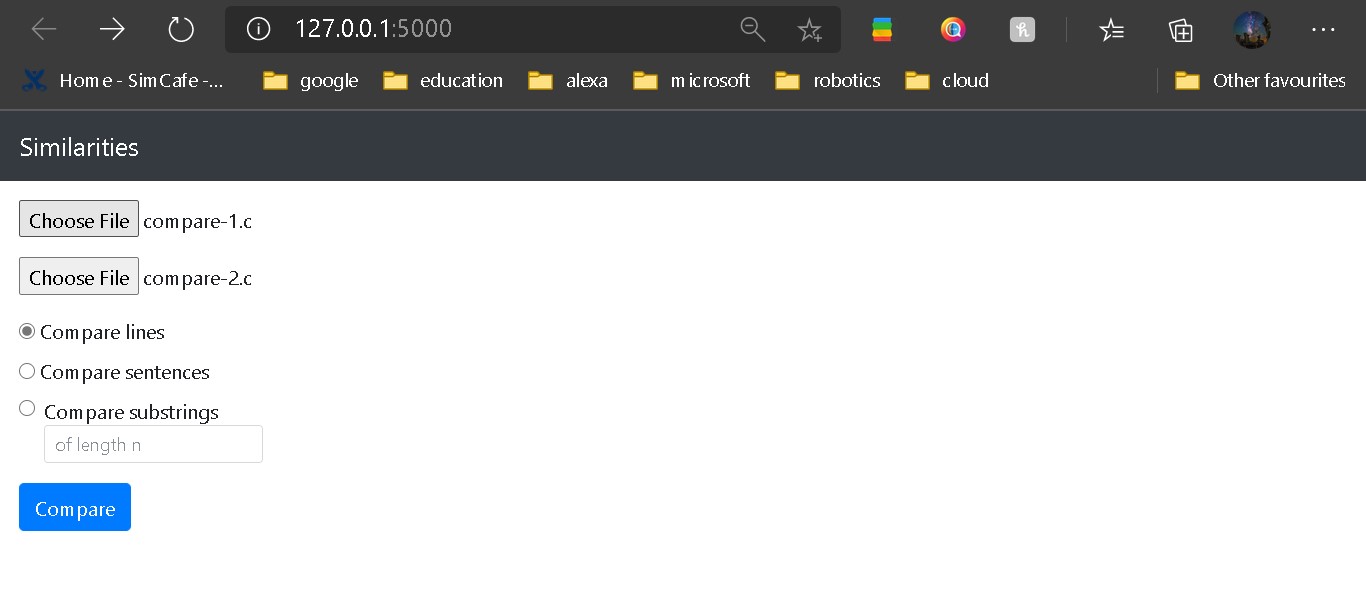 127.0.0.1:5000
Home - SimCafe -...
google
education
alexa
microsoft
robotics
cloud
Other favourites
Similarities
Choose File compare-1.c
Choose File compare-2.c
Compare lines
Compare sentences
Compare substrings
of length n
Compare